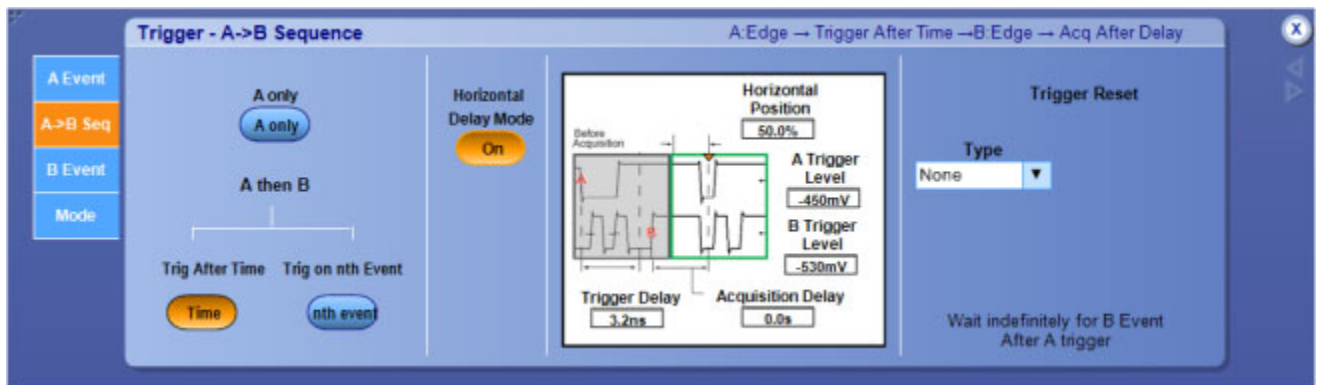 Trigger - A->B Sequence
A:Edge → Trigger After Time →B:Edge → Acq After Delay
X
A Event
A->B Seq
B Event
Mode
A only
A only
A then B
Trig After Time
Trig on nth Event
Time
nth event
Horizontal
Delay Mode
On
Horizontal
Position
50.0%
Before
Acquisition
A
B
A Trigger
Level
-450mV
B Trigger
Level
-530mV
Trigger Delay
3.2ns
Acquisition Delay
0.0s
Trigger Reset
Type
None
Wait indefinitely for B Event
After A trigger